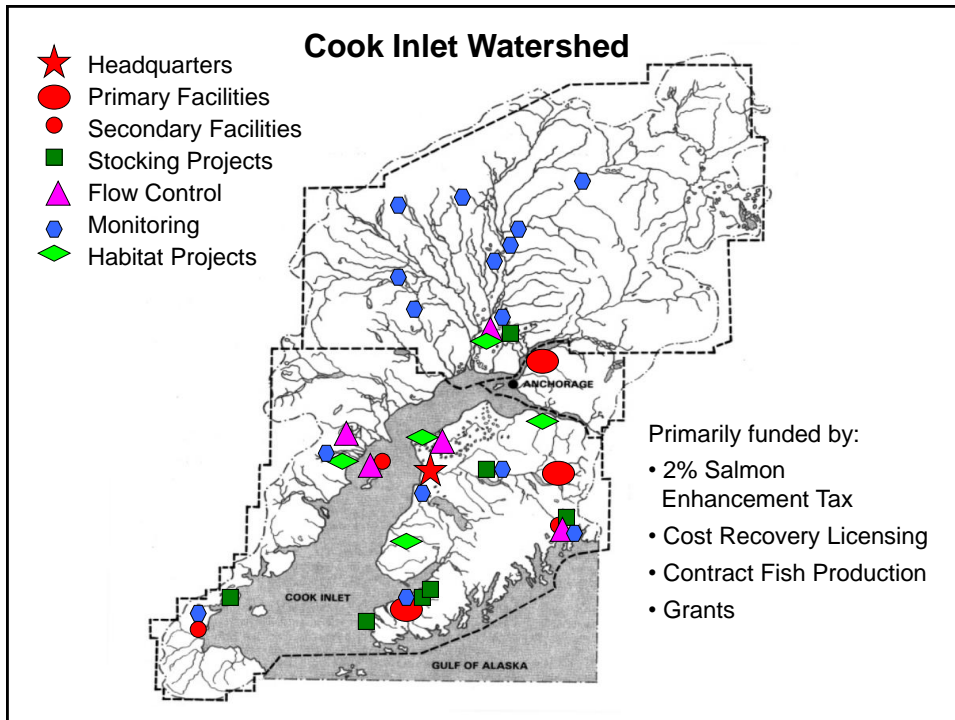 Cook Inlet Watershed
Headquarters
Primary Facilities
Secondary Facilities
Stocking Projects
Flow Control
Monitoring
Habitat Projects
ANCHORAGE
COOK INLET
GULF OF ALASKA
Primarily funded by:
• 2% Salmon
Enhancement Tax
• Cost Recovery Licensing
• Contract Fish Production
• Grants